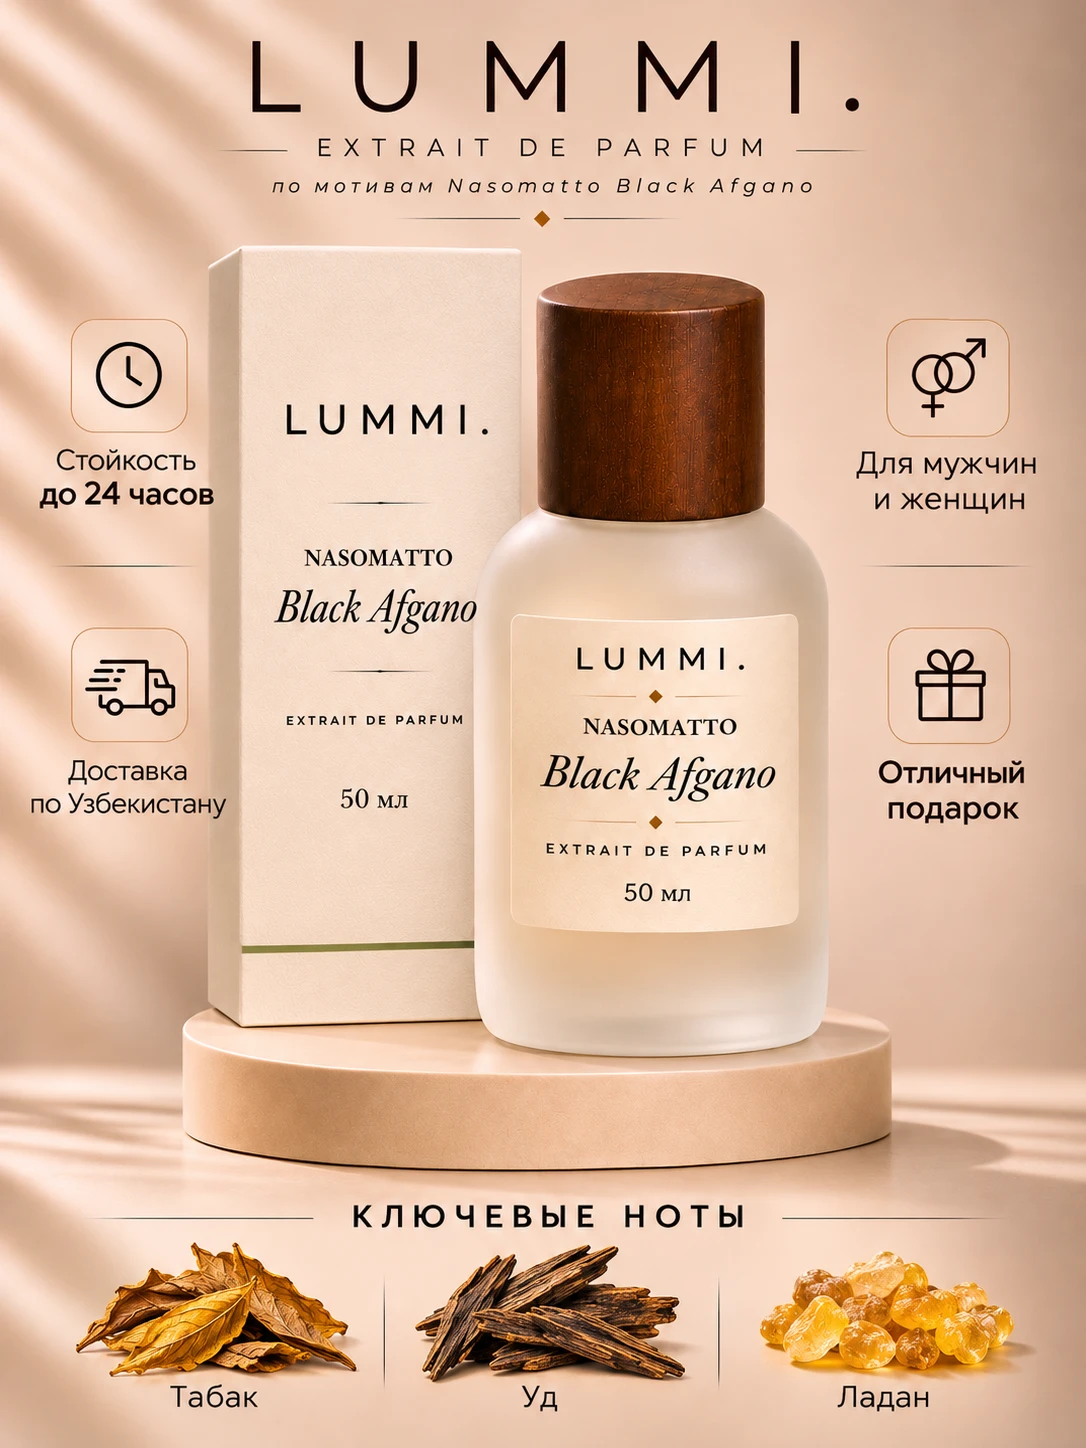 LUMMI.
EXTRAIT DE PARFUM
по мотивам Nasomatto Black Afgano
Стойкость
до 24 часов
Доставка
по Узбекистану
LUMMI.
NASOMATTO
Black Afgano
EXTRAIT DE PARFUM
50 мл
LUMMI.
NASOMATTO
Black Afgano
EXTRAIT DE PARFUM
50 мл
Для мужчин
и женщин
Отличный
подарок
КЛЮЧЕВЫЕ НОТЫ
Табак
Уд
Ладан